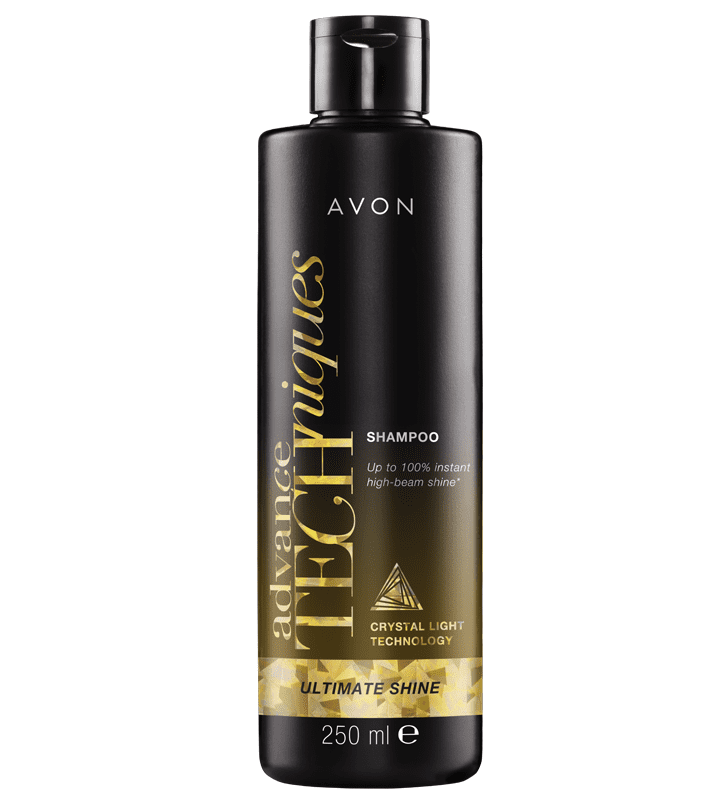 AVON
advance
TECHniques
SHAMPOO
Up to 100% instant
high-beam shine*
CRYSTAL LIGHT
TECHNOLOGY
ULTIMATE SHINE
250 ml ℮